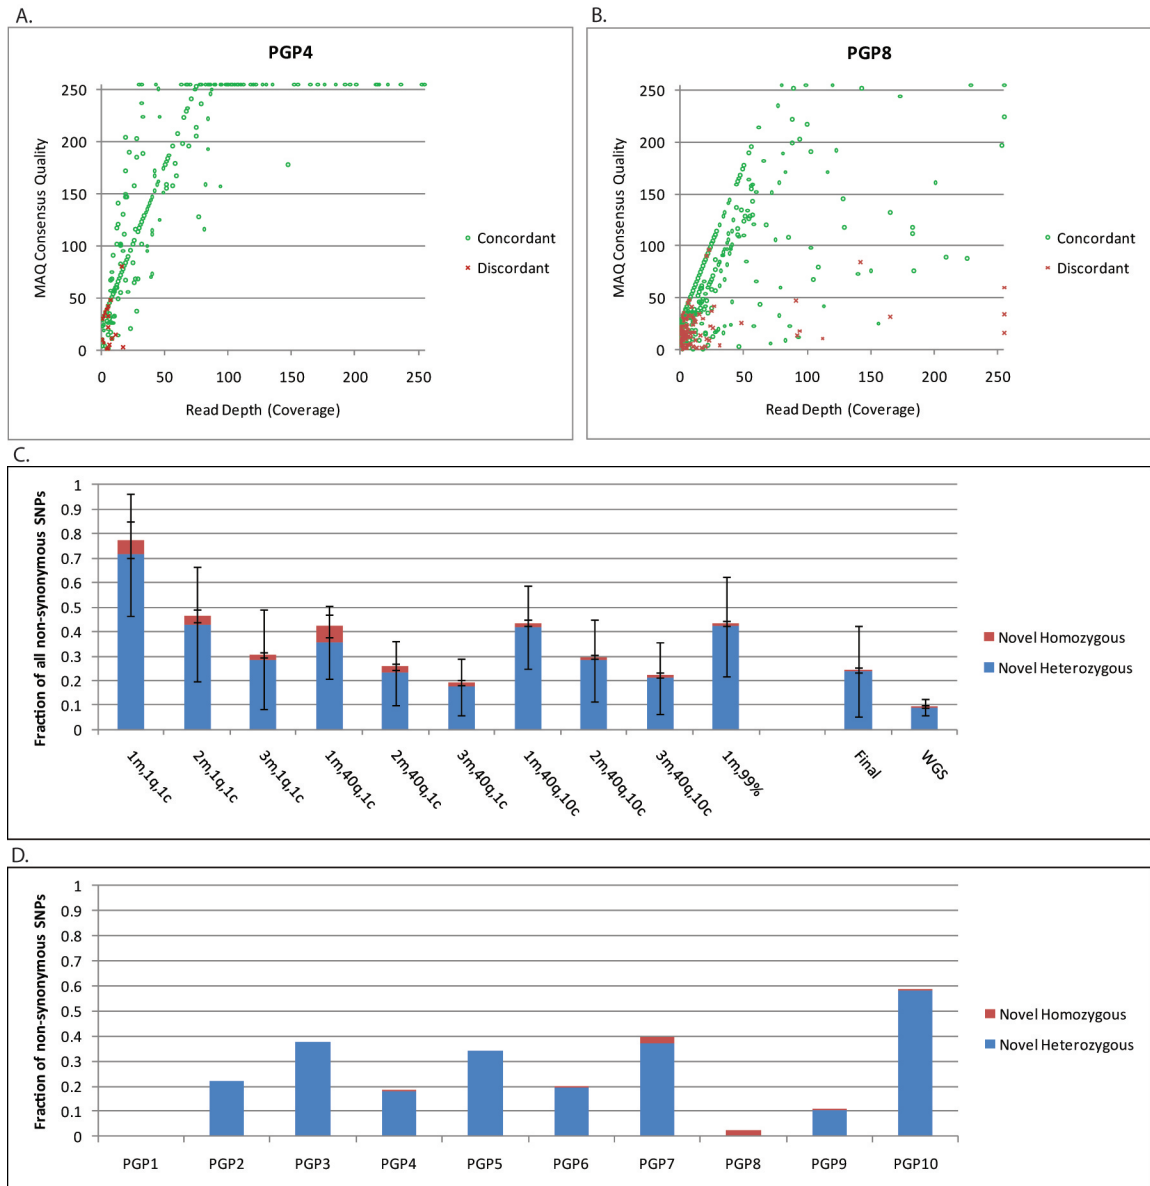 A.
PGP4
MAQ Consensus Quality
250
200
150
100
50
0
0 50 100 150 200 250
Read Depth (Coverage)
Concordant
Discordant
B.
PGP8
MAQ Consensus Quality
250
200
150
100
50
0
0 50 100 150 200 250
Read Depth (Coverage)
Concordant
Discordant
C.
Fraction of all non-synonymous SNPs
1
0.9
0.8
0.7
0.6
0.5
0.4
0.3
0.2
0.1
0
1m,1q,1c
2m,1q,1c
3m,1q,1c
1m,40q,1c
2m,40q,1c
3m,40q,1c
1m,40q,10c
2m,40q,10c
3m,40q,10c
1m,99%
Final
WGS
Novel Homozygous
Novel Heterozygous
D.
Fraction of non-synonymous SNPs
1
0.9
0.8
0.7
0.6
0.5
0.4
0.3
0.2
0.1
0
PGP1 PGP2 PGP3 PGP4 PGP5 PGP6 PGP7 PGP8 PGP9 PGP10
Novel Homozygous
Novel Heterozygous